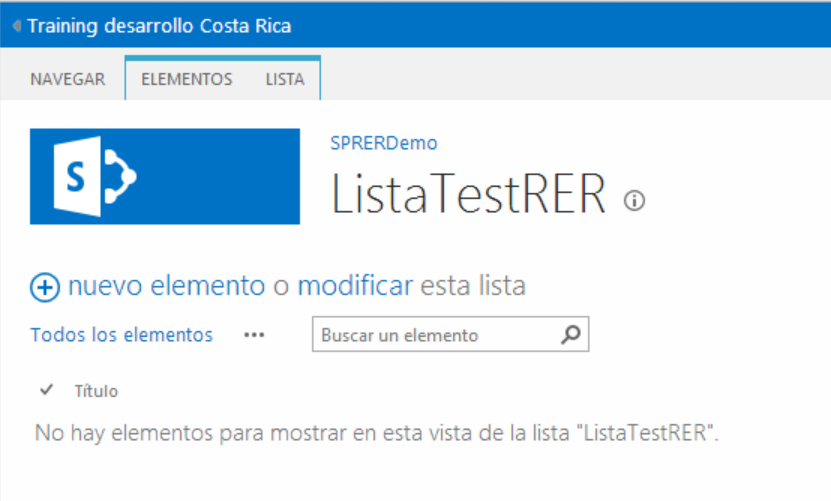 Training desarrollo Costa Rica
NAVEGAR ELEMENTOS LISTA
S
SPRERDemo
ListaTestRER
nuevo elemento o modificar esta lista
Todos los elementos ••• Buscar un elemento
Título
No hay elementos para mostrar en esta vista de la lista "ListaTestRER".